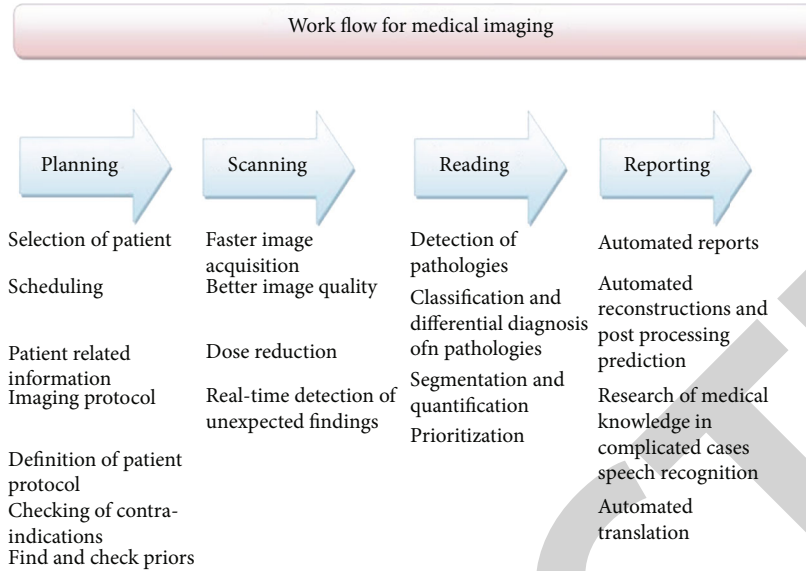 Work flow for medical imaging
Planning
Selection of patient
Scheduling
Patient related
information
Imaging protocol
Definition of patient
protocol
Checking of contra-
indications
Find and check priors
Scanning
Faster image
acquisition
Better image quality
Dose reduction
Real-time detection of
unexpected findings
Reading
Detection of
pathologies
Classification and
differential diagnosis
ofn pathologies
Segmentation and
quantification
Prioritization
Reporting
Automated reports
Automated
reconstructions and
post processing
prediction
Research of medical
knowledge in
complicated cases
speech recognition
Automated
translation